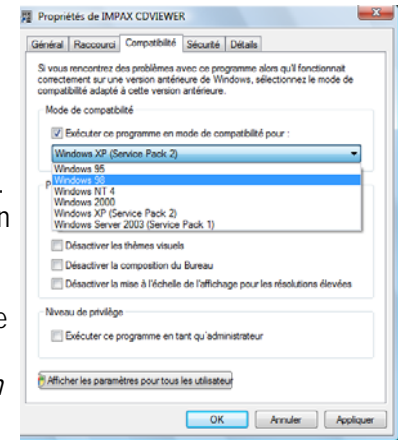 Propriétés de IMPAX CDVIEWER
Général Raccourci Compatibilité Sécurité Détails
Si vous rencontrez des problèmes avec ce programme alors qu'il fonctionnait
correctement sur une version antérieure de Windows, sélectionnez le mode de
compatibilité adapté à cette version antérieure.
Mode de compatibilité
Exécuter ce programme en mode de compatibilité pour :
Windows XP (Service Pack 2)
Windows 95
Windows 98
Windows NT 4
Windows 2000
Windows XP (Service Pack 2)
Windows Server 2003 (Service Pack 1)
Désactiver les thèmes visuels
Désactiver la composition du Bureau
Désactiver la mise à l'échelle de l'affichage pour les résolutions élevées
Niveau de privilège
Exécuter ce programme en tant qu'administrateur
Afficher les paramètres pour tous les utilisateur
OK Annuler Appliquer